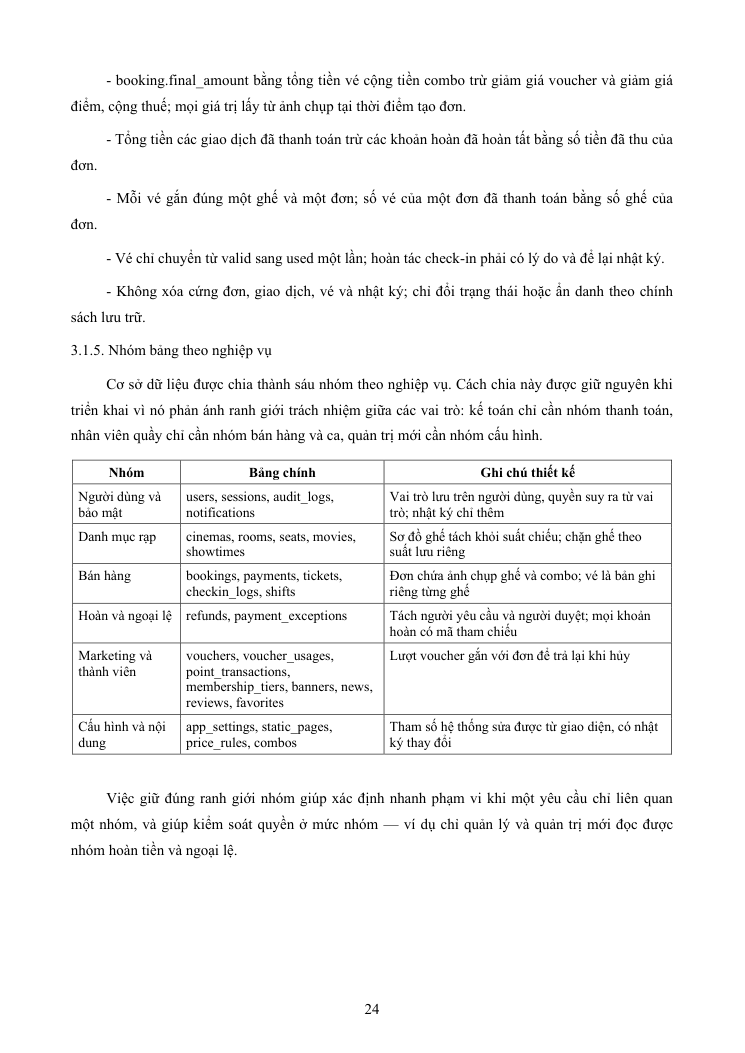 - booking.final_amount bằng tổng tiền vé cộng tiền combo trừ giảm giá voucher và giảm giá
điểm, cộng thuế; mọi giá trị lấy từ ảnh chụp tại thời điểm tạo đơn.
- Tổng tiền các giao dịch đã thanh toán trừ các khoản hoàn đã hoàn tất bằng số tiền đã thu của
đơn.
- Mỗi vé gắn đúng một ghế và một đơn; số vé của một đơn đã thanh toán bằng số ghế của
đơn.
- Vé chỉ chuyển từ valid sang used một lần; hoàn tác check-in phải có lý do và để lại nhật ký.
- Không xóa cứng đơn, giao dịch, vé và nhật ký; chỉ đổi trạng thái hoặc ẩn danh theo chính
sách lưu trữ.
3.1.5. Nhóm bảng theo nghiệp vụ
Cơ sở dữ liệu được chia thành sáu nhóm theo nghiệp vụ. Cách chia này được giữ nguyên khi
triển khai vì nó phản ánh ranh giới trách nhiệm giữa các vai trò: kế toán chỉ cần nhóm thanh toán,
nhân viên quầy chỉ cần nhóm bán hàng và ca, quản trị mới cần nhóm cấu hình.
Nhóm Bảng chính Ghi chú thiết kế
Người dùng và users, sessions, audit_logs, Vai trò lưu trên người dùng, quyền suy ra từ vai
bảo mật notifications trò; nhật ký chỉ thêm
Danh mục rạp cinemas, rooms, seats, movies, Sơ đồ ghế tách khỏi suất chiếu; chặn ghế theo
showtimes suất lưu riêng
Bán hàng bookings, payments, tickets, Đơn chứa ảnh chụp ghế và combo; vé là bản ghi
checkin_logs, shifts riêng từng ghế
Hoàn và ngoại lệ refunds, payment_exceptions Tách người yêu cầu và người duyệt; mọi khoản
hoàn có mã tham chiếu
Marketing và vouchers, voucher_usages, Lượt voucher gắn với đơn để trả lại khi hủy
thành viên point_transactions,
membership_tiers, banners, news,
reviews, favorites
Cấu hình và nội app_settings, static_pages, Tham số hệ thống sửa được từ giao diện, có nhật
dung price_rules, combos ký thay đổi
Việc giữ đúng ranh giới nhóm giúp xác định nhanh phạm vi khi một yêu cầu chỉ liên quan
một nhóm, và giúp kiểm soát quyền ở mức nhóm — ví dụ chỉ quản lý và quản trị mới đọc được
nhóm hoàn tiền và ngoại lệ.
24